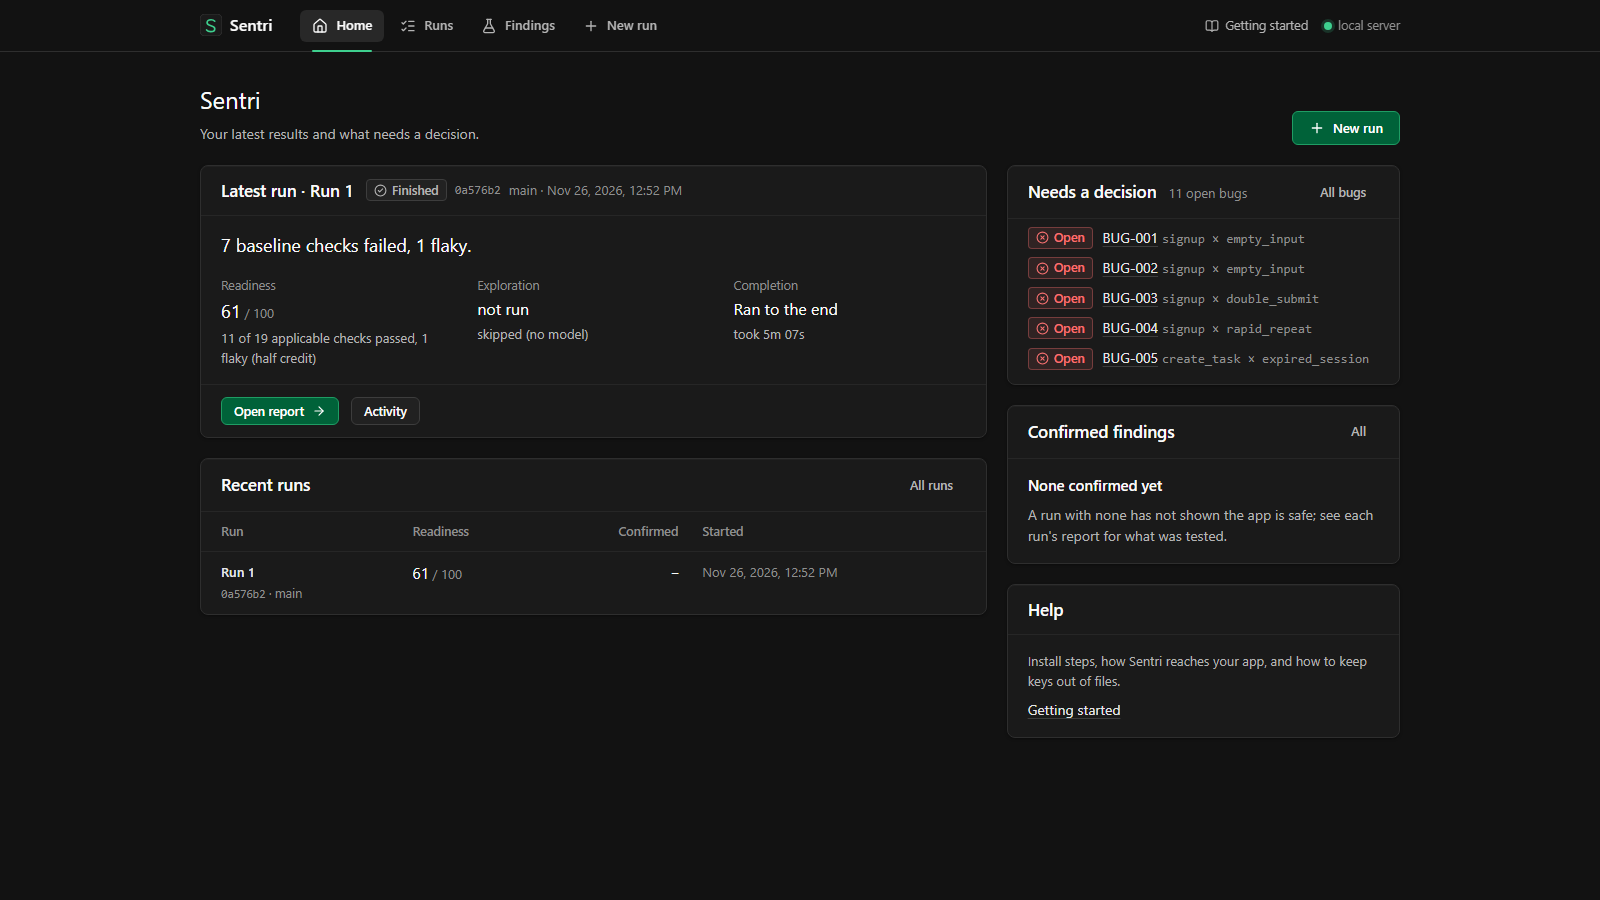 Sentri
Home
Runs
Findings
New run
Getting started
local server
Sentri
Your latest results and what needs a decision.
New run
Latest run · Run 1
Finished
0a576b2 main · Nov 26, 2026, 12:52 PM
7 baseline checks failed, 1 flaky.
Readiness
61 / 100
11 of 19 applicable checks passed, 1
flaky (half credit)
Exploration
not run
skipped (no model)
Completion
Ran to the end
took 5m 07s
Open report
Activity
Recent runs
All runs
Run Readiness Confirmed Started
Run 1 61 / 100 – Nov 26, 2026, 12:52 PM
0a576b2 · main
Needs a decision 11 open bugs
All bugs
Open BUG-001 signup × empty_input
Open BUG-002 signup × empty_input
Open BUG-003 signup × double_submit
Open BUG-004 signup × rapid_repeat
Open BUG-005 create_task × expired_session
Confirmed findings
All
None confirmed yet
A run with none has not shown the app is safe; see each
run's report for what was tested.
Help
Install steps, how Sentri reaches your app, and how to keep
keys out of files.
Getting started